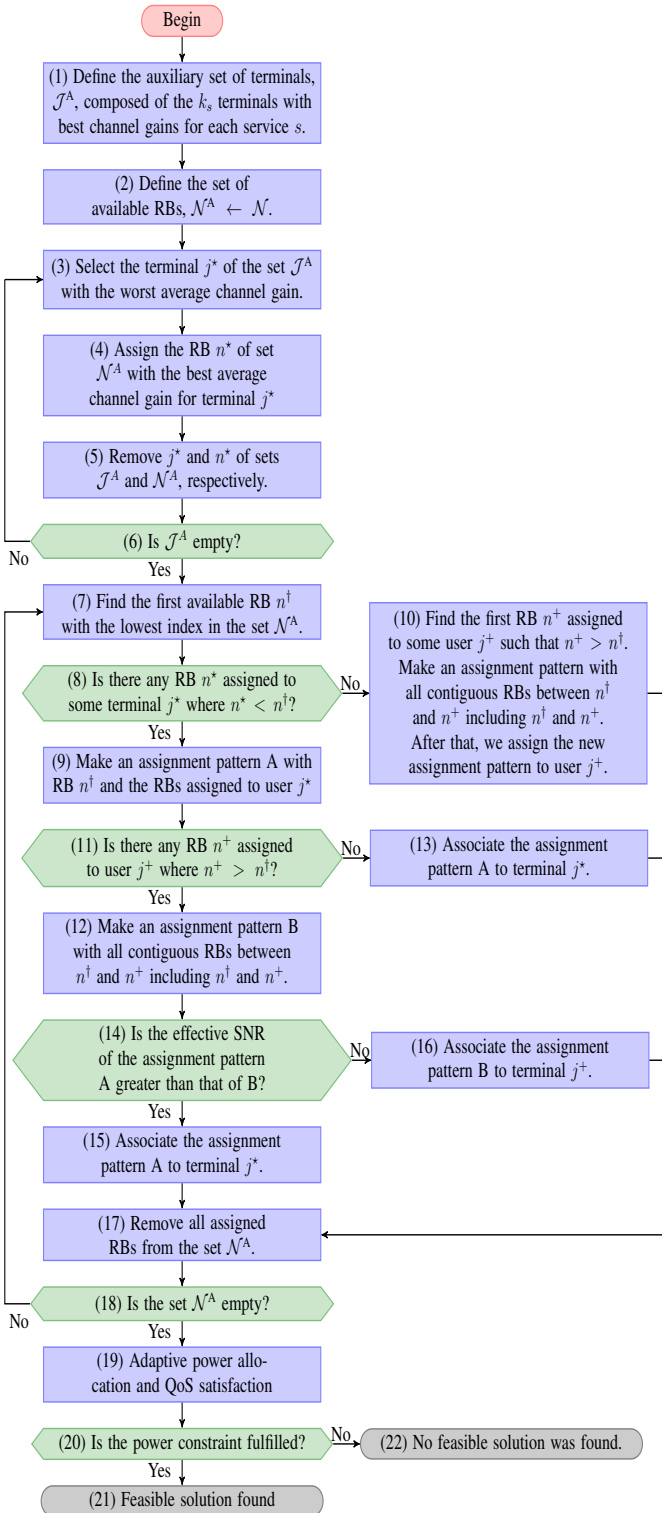 Begin
(1) Define the auxiliary set of terminals,
𝒥ᴬ, composed of the kₛ terminals with
best channel gains for each service s.
(2) Define the set of
available RBs, 𝒩ᴬ ← 𝒩.
(3) Select the terminal j⋆ of the set 𝒥ᴬ
with the worst average channel gain.
(4) Assign the RB n⋆ of set
𝒩ᴬ with the best average
channel gain for terminal j⋆
(5) Remove j⋆ and n⋆ of sets
𝒥ᴬ and 𝒩ᴬ, respectively.
(6) Is 𝒥ᴬ empty?
No
Yes
(7) Find the first available RB n†
with the lowest index in the set 𝒩ᴬ.
(8) Is there any RB n⋆ assigned to
some terminal j⋆ where n⋆ < n†?
No
Yes
(10) Find the first RB n⁺ assigned
to some user j⁺ such that n⁺ > n†.
Make an assignment pattern with
all contiguous RBs between n†
and n⁺ including n† and n⁺.
After that, we assign the new
assignment pattern to user j⁺.
(9) Make an assignment pattern A with
RB n† and the RBs assigned to user j⋆
(11) Is there any RB n⁺ assigned
to user j⁺ where n⁺ > n†?
No
Yes
(13) Associate the assignment
pattern A to terminal j⋆.
(12) Make an assignment pattern B
with all contiguous RBs between
n† and n⁺ including n† and n⁺.
(14) Is the effective SNR
of the assignment pattern
A greater than that of B?
No
Yes
(16) Associate the assignment
pattern B to terminal j⁺.
(15) Associate the assignment
pattern A to terminal j⋆.
(17) Remove all assigned
RBs from the set 𝒩ᴬ.
(18) Is the set 𝒩ᴬ empty?
No
Yes
(19) Adaptive power allo-
cation and QoS satisfaction
(20) Is the power constraint fulfilled?
No
(22) No feasible solution was found.
Yes
(21) Feasible solution found